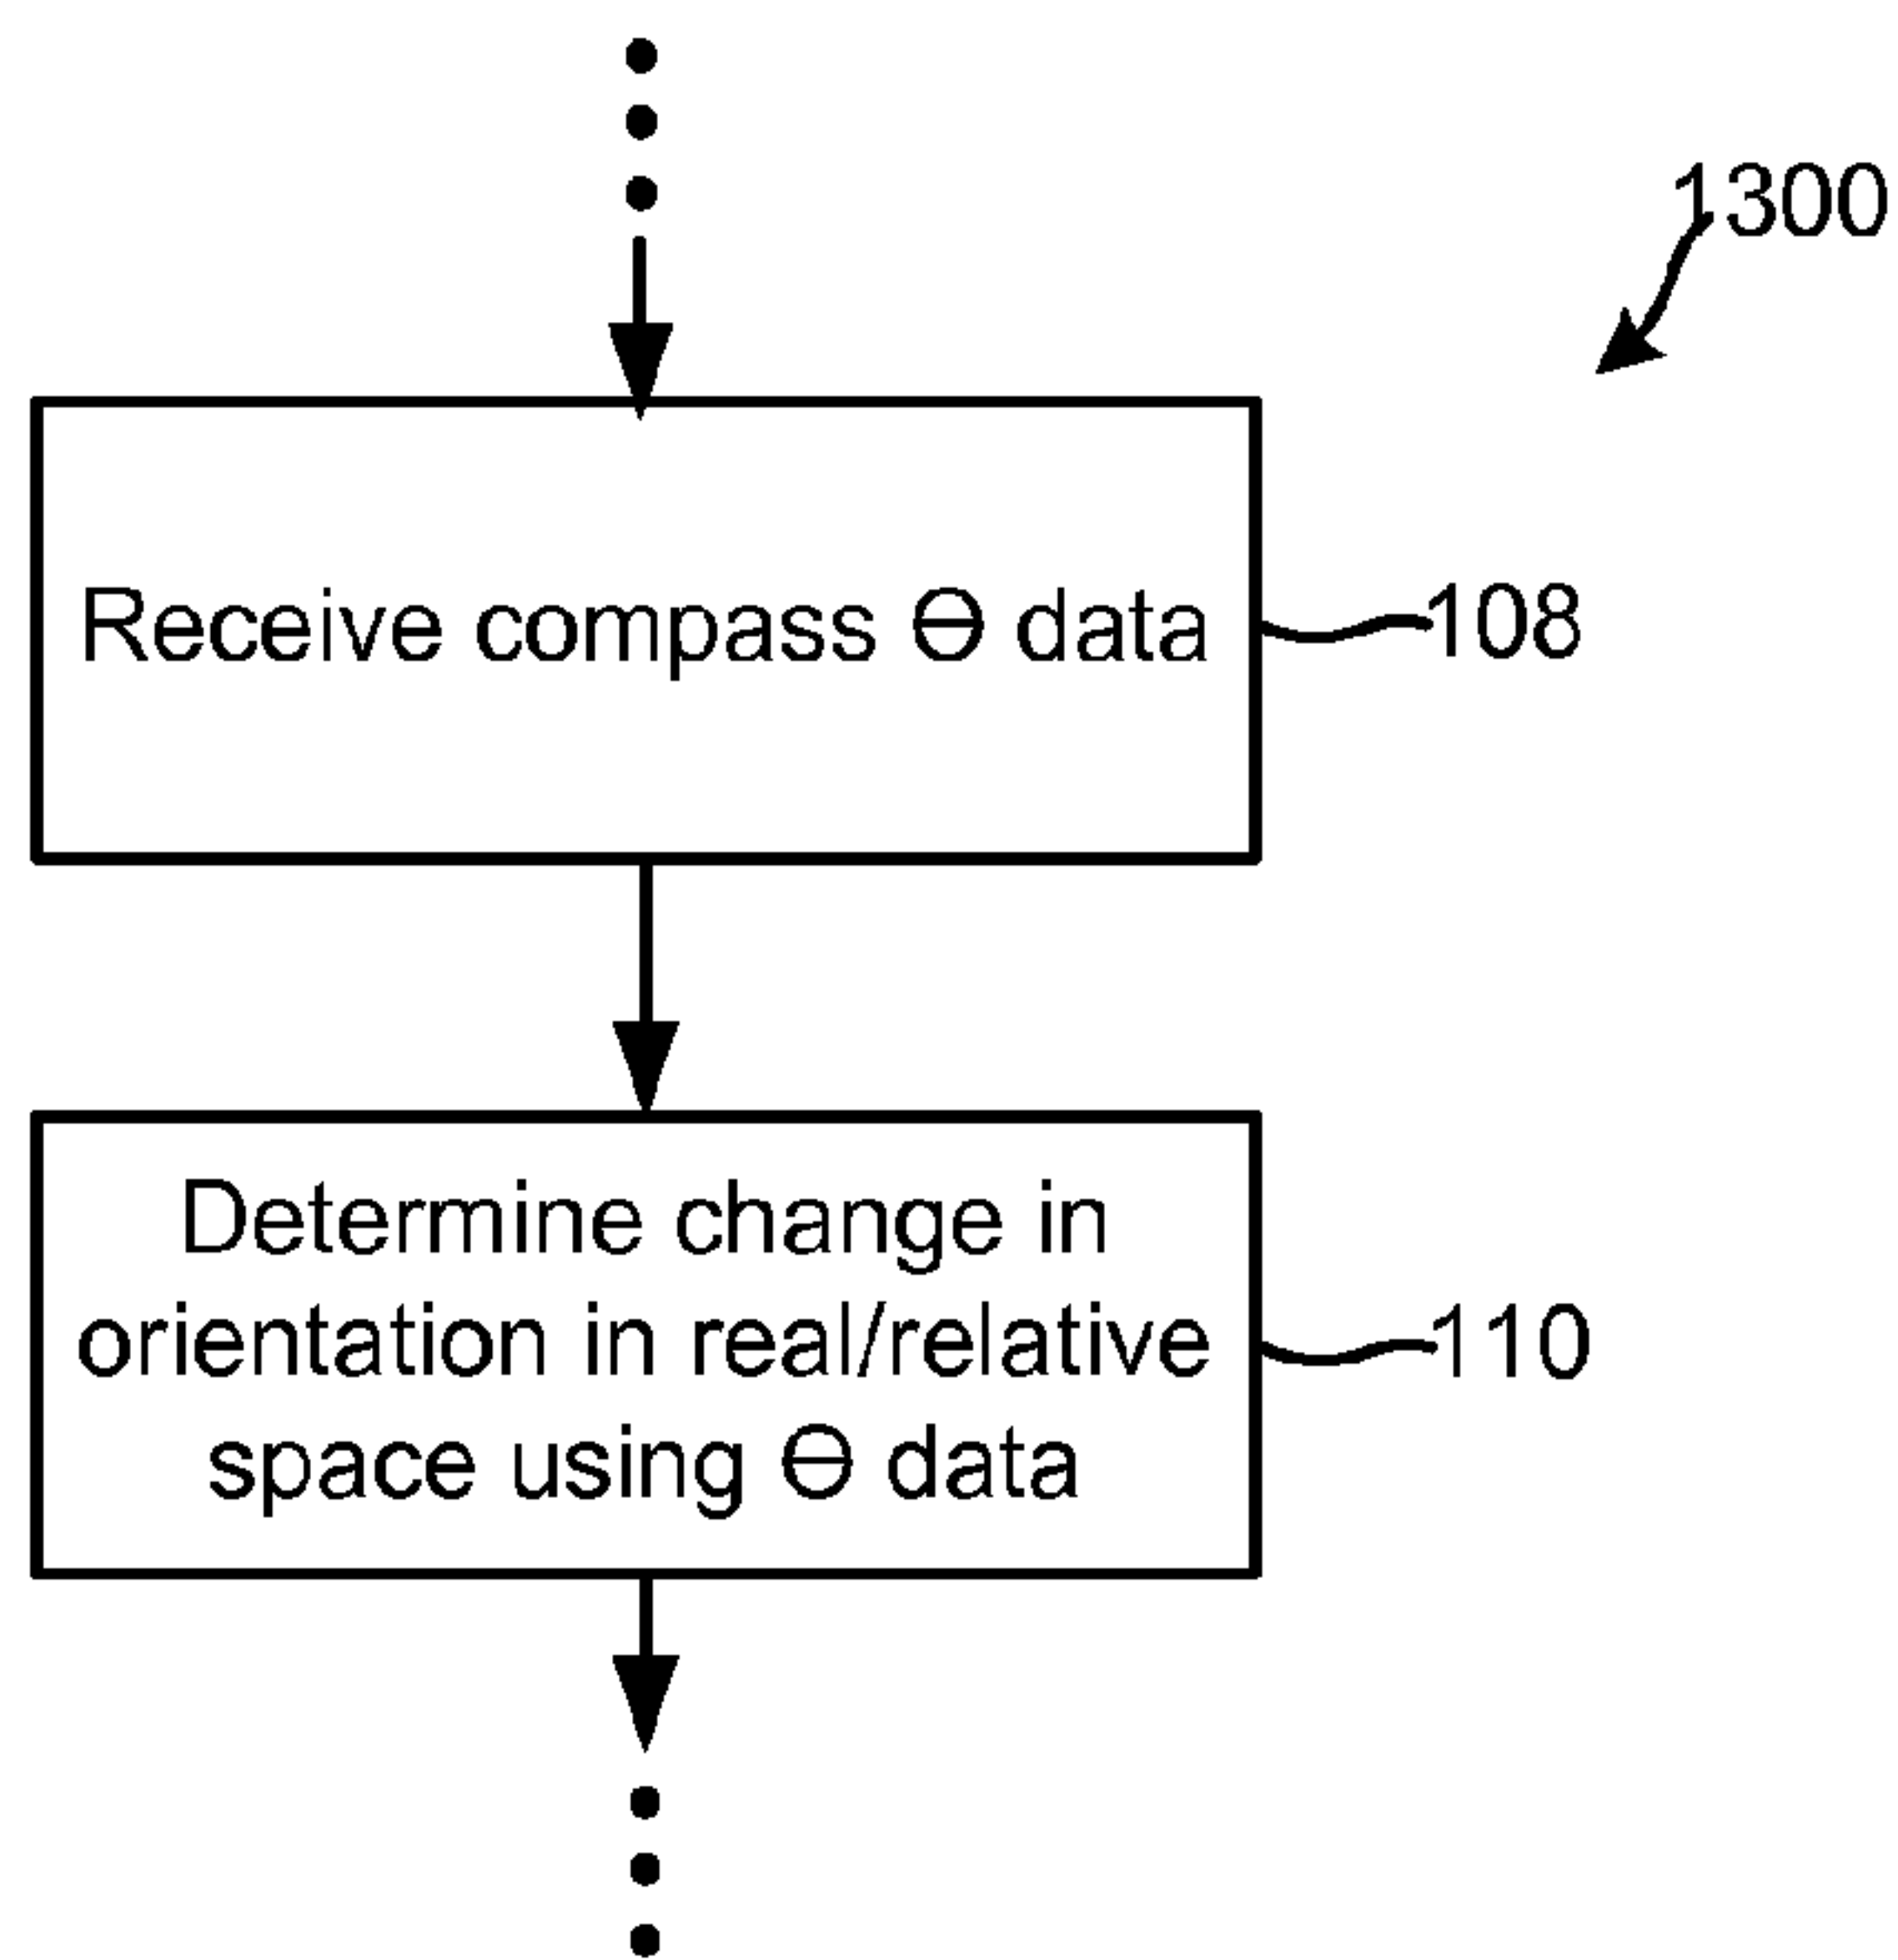 1300
Receive compass Θ data
108
Determine change in
orientation in real/relative
space using Θ data
110